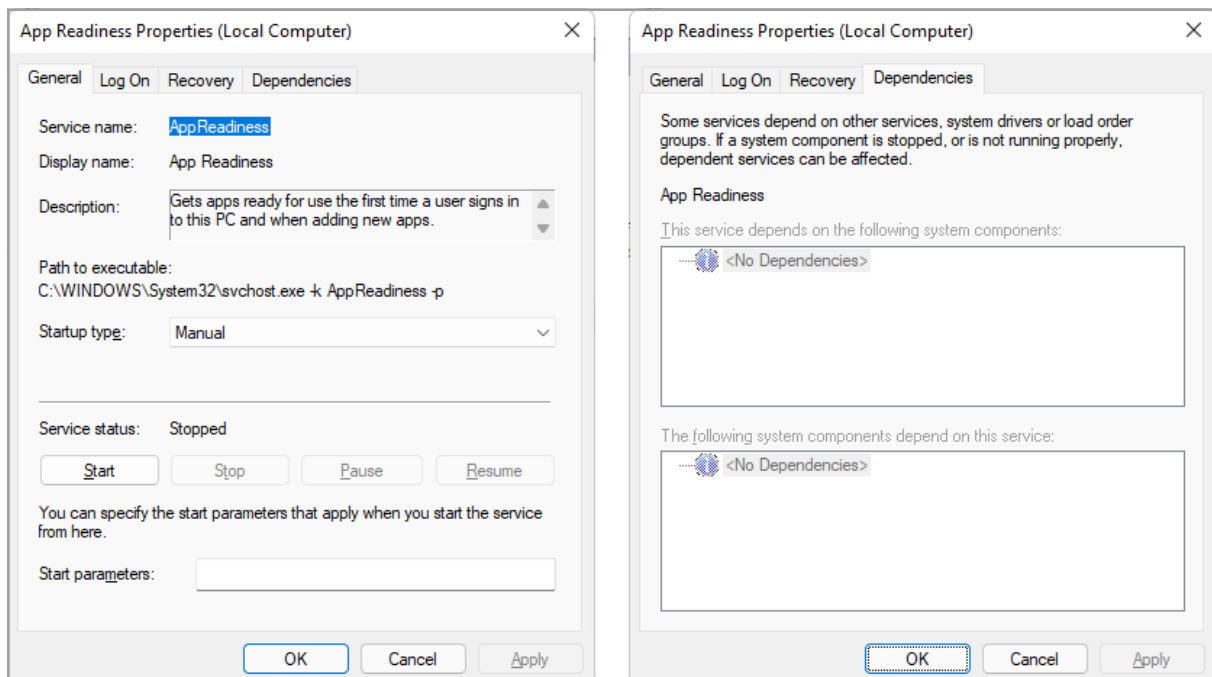 App Readiness Properties (Local Computer)
General Log On Recovery Dependencies
Service name: AppReadiness
Display name: App Readiness
Description: Gets apps ready for use the first time a user signs in
to this PC and when adding new apps.
Path to executable:
C:\WINDOWS\System32\svchost.exe -k AppReadiness -p
Startup type: Manual
Service status: Stopped
Start Stop Pause Resume
You can specify the start parameters that apply when you start the service
from here.
Start parameters:
OK Cancel Apply
App Readiness Properties (Local Computer)
General Log On Recovery Dependencies
Some services depend on other services, system drivers or load order
groups. If a system component is stopped, or is not running properly,
dependent services can be affected.
App Readiness
This service depends on the following system components:
<No Dependencies>
The following system components depend on this service:
<No Dependencies>
OK Cancel Apply